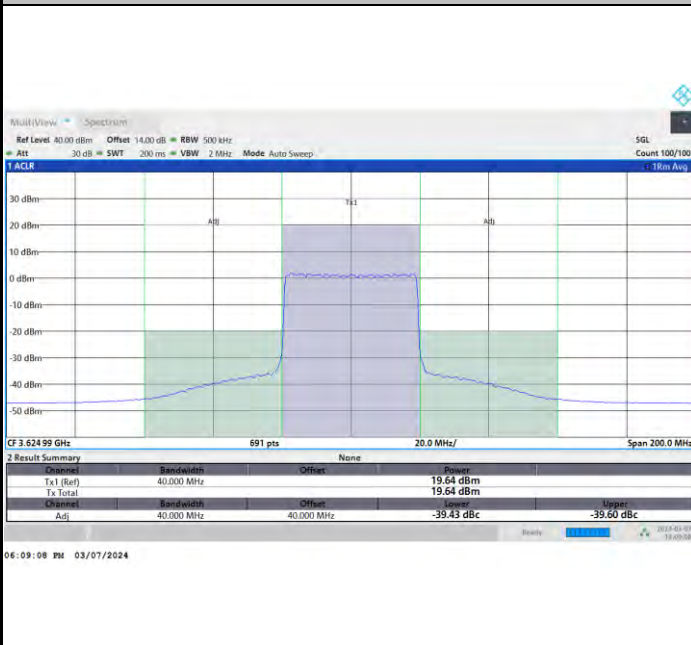 MultiView Spectrum
Ref Level 40.00 dBm Offset 14.00 dB RBW 500 kHz SGL
Att 30 dB SWT 200 ms VBW 2 MHz Mode Auto Sweep Count 100/100
1 ACLR 1Rm Avg
30 dBm
Tx1
20 dBm
Adj Adj
10 dBm
0 dBm
-10 dBm
-20 dBm
-30 dBm
-40 dBm
-50 dBm
CF 3.624 99 GHz 691 pts 20.0 MHz/ Span 200.0 MHz
2 Result Summary None
Channel Bandwidth Offset Power
Tx1 (Ref) 40.000 MHz 19.64 dBm
Tx Total 19.64 dBm
Channel Bandwidth Offset Lower Upper
Adj 40.000 MHz 40.000 MHz -39.43 dBc -39.60 dBc
Ready
06:09:08 PM 03/07/2024